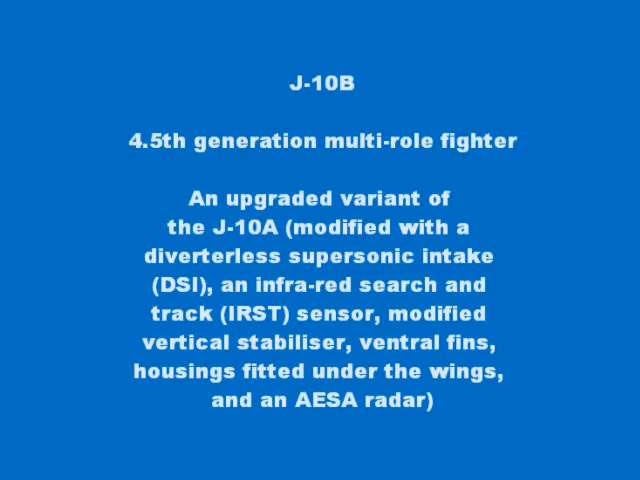 J-10B
4.5th generation multi-role fighter
An upgraded variant of
the J-10A (modified with a
diverterless supersonic intake
(DSI), an infra-red search and
track (IRST) sensor, modified
vertical stabiliser, ventral fins,
housings fitted under the wings,
and an AESA radar)